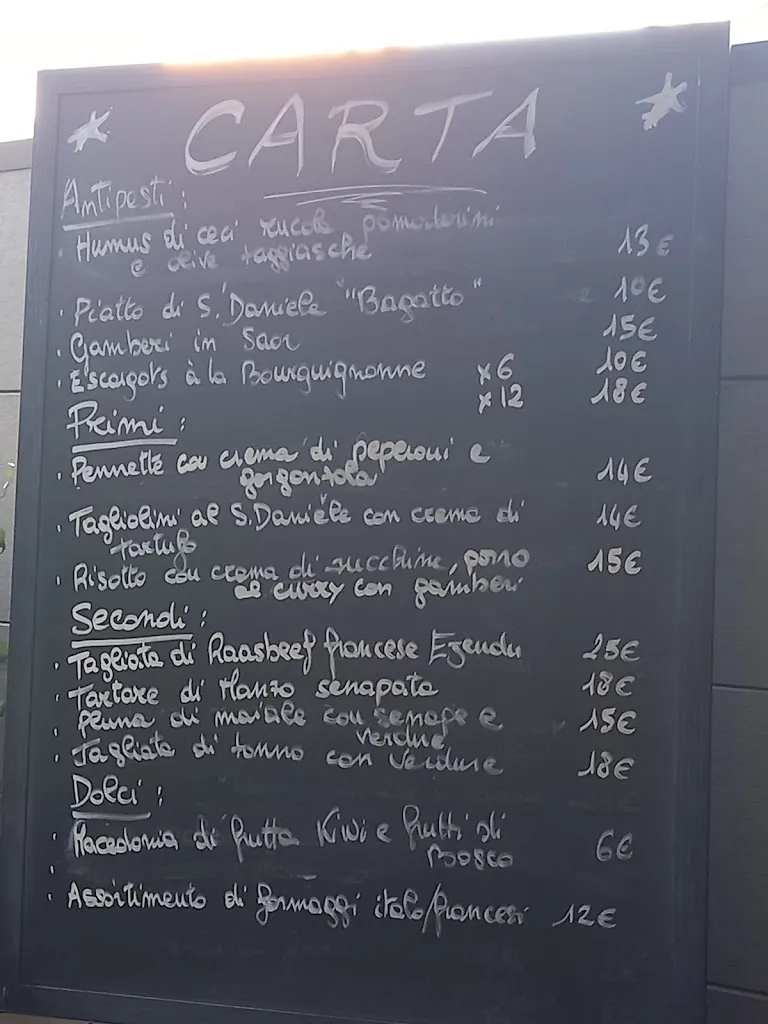 CARTA
Antipasti:
· Humus di ceci rucola pomodorini 13€
e olive taggiasche
· Piatto di S. Daniele "Bagatto" 10€
· Gamberi in Saor 15€
· Escargots à la Bourguignonne x6 10€
x12 18€
Primi:
· Pennette con crema di peperoni e 14€
gorgonzola
· Tagliolini al S. Daniele con crema di 14€
tartufo
· Risotto con crema di zucchine, porro 15€
al curry con gamberi
Secondi:
· Tagliata di Raasbeef francese 25€
· Tartare di Manzo senapata 18€
· Pluna di maiale con senape e 15€
verdure
· Tagliata di tonno con verdure 18€
Dolci:
· Macedonia di frutta Kiwi e frutti di 6€
Bosco
· Assortimento di formaggi italo/francesi 12€